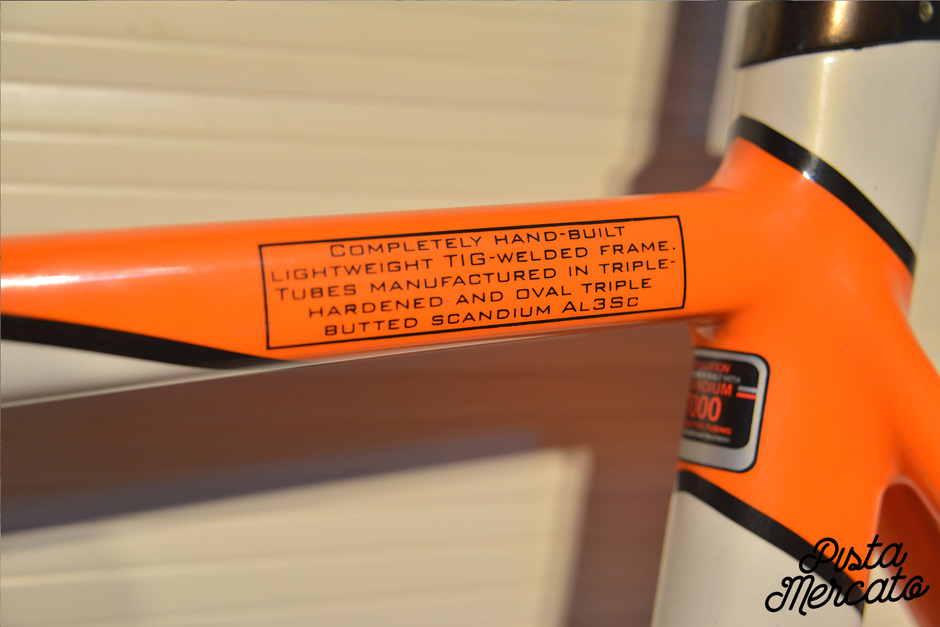 COMPLETELY HAND-BUILT
LIGHTWEIGHT TIG-WELDED FRAME.
TUBES MANUFACTURED IN TRIPLE-
HARDENED AND OVAL TRIPLE
BUTTED SCANDIUM AL3SC
Pista
Mercato